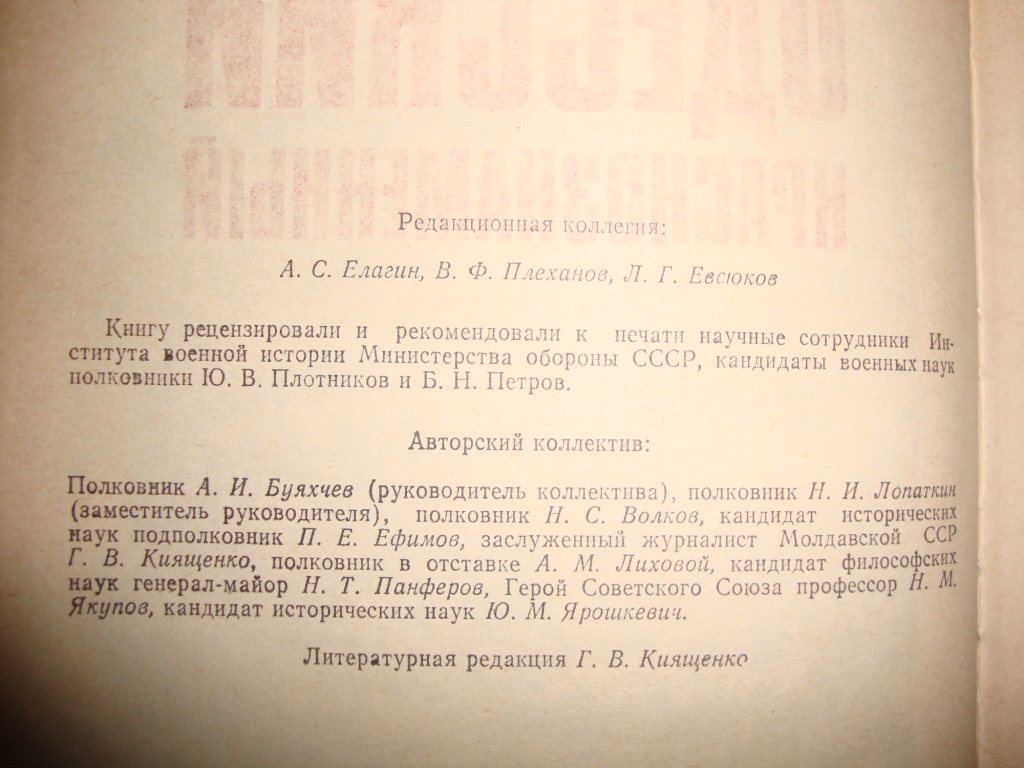 ОДЕССКИЙ
КРАСНОЗНАМЕННЫЙ
Редакционная коллегия:
А. С. Елагин, В. Ф. Плеханов, Л. Г. Евсюков
Книгу рецензировали и рекомендовали к печати научные сотрудники Ин-
ститута военной истории Министерства обороны СССР, кандидаты военных наук
полковники Ю. В. Плотников и Б. Н. Петров.
Авторский коллектив:
Полковник А. И. Буяхчев (руководитель коллектива), полковник Н. И. Лопаткин
(заместитель руководителя), полковник Н. С. Волков, кандидат исторических
наук подполковник П. Е. Ефимов, заслуженный журналист Молдавской ССР
Г. В. Киященко, полковник в отставке А. М. Лиховой, кандидат философских
наук генерал-майор Н. Т. Панферов, Герой Советского Союза профессор Н. М.
Якупов, кандидат исторических наук Ю. М. Ярошкевич.
Литературная редакция Г. В. Киященко